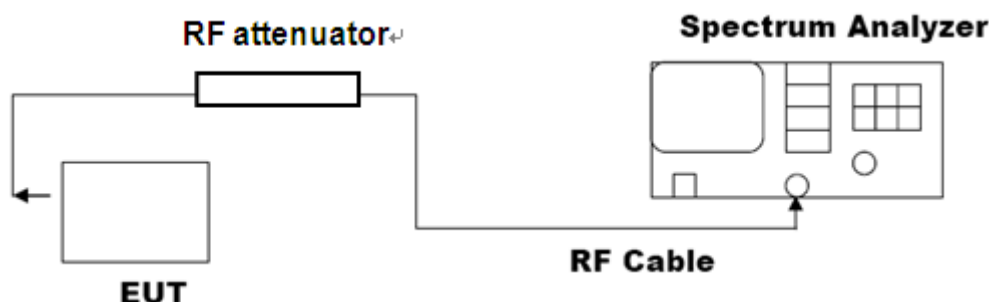 RF attenuator↵
Spectrum Analyzer
RF Cable
EUT